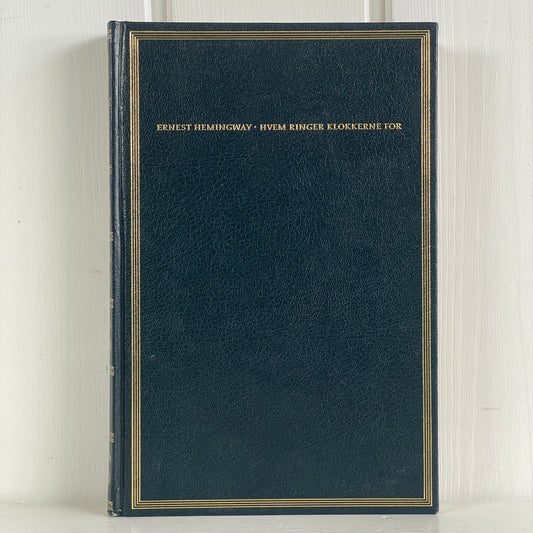 ERNEST HEMINGWAY · HVEM RINGER KLOKKERNE FOR